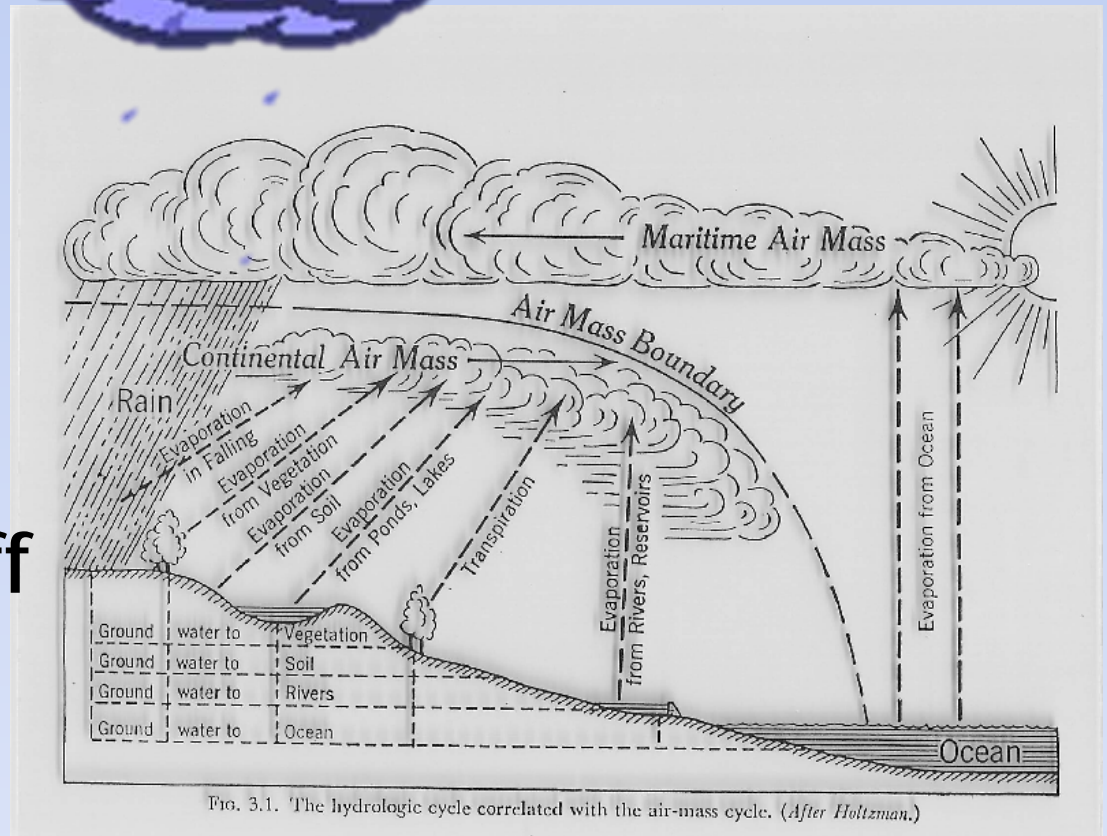 Maritime Air Mass
Air Mass Boundary
Continental Air Mass
Rain
Evaporation
in Falling
Evaporation
from Vegetation
Evaporation
from Soil
Evaporation
from Ponds, Lakes
Transpiration
Evaporation
from Rivers, Reservoirs
Evaporation from Ocean
ff
Ground water to Vegetation
Ground water to Soil
Ground water to Rivers
Ground water to Ocean
Ocean
FIG. 3.1. The hydrologic cycle correlated with the air-mass cycle. (After Holtzman.)